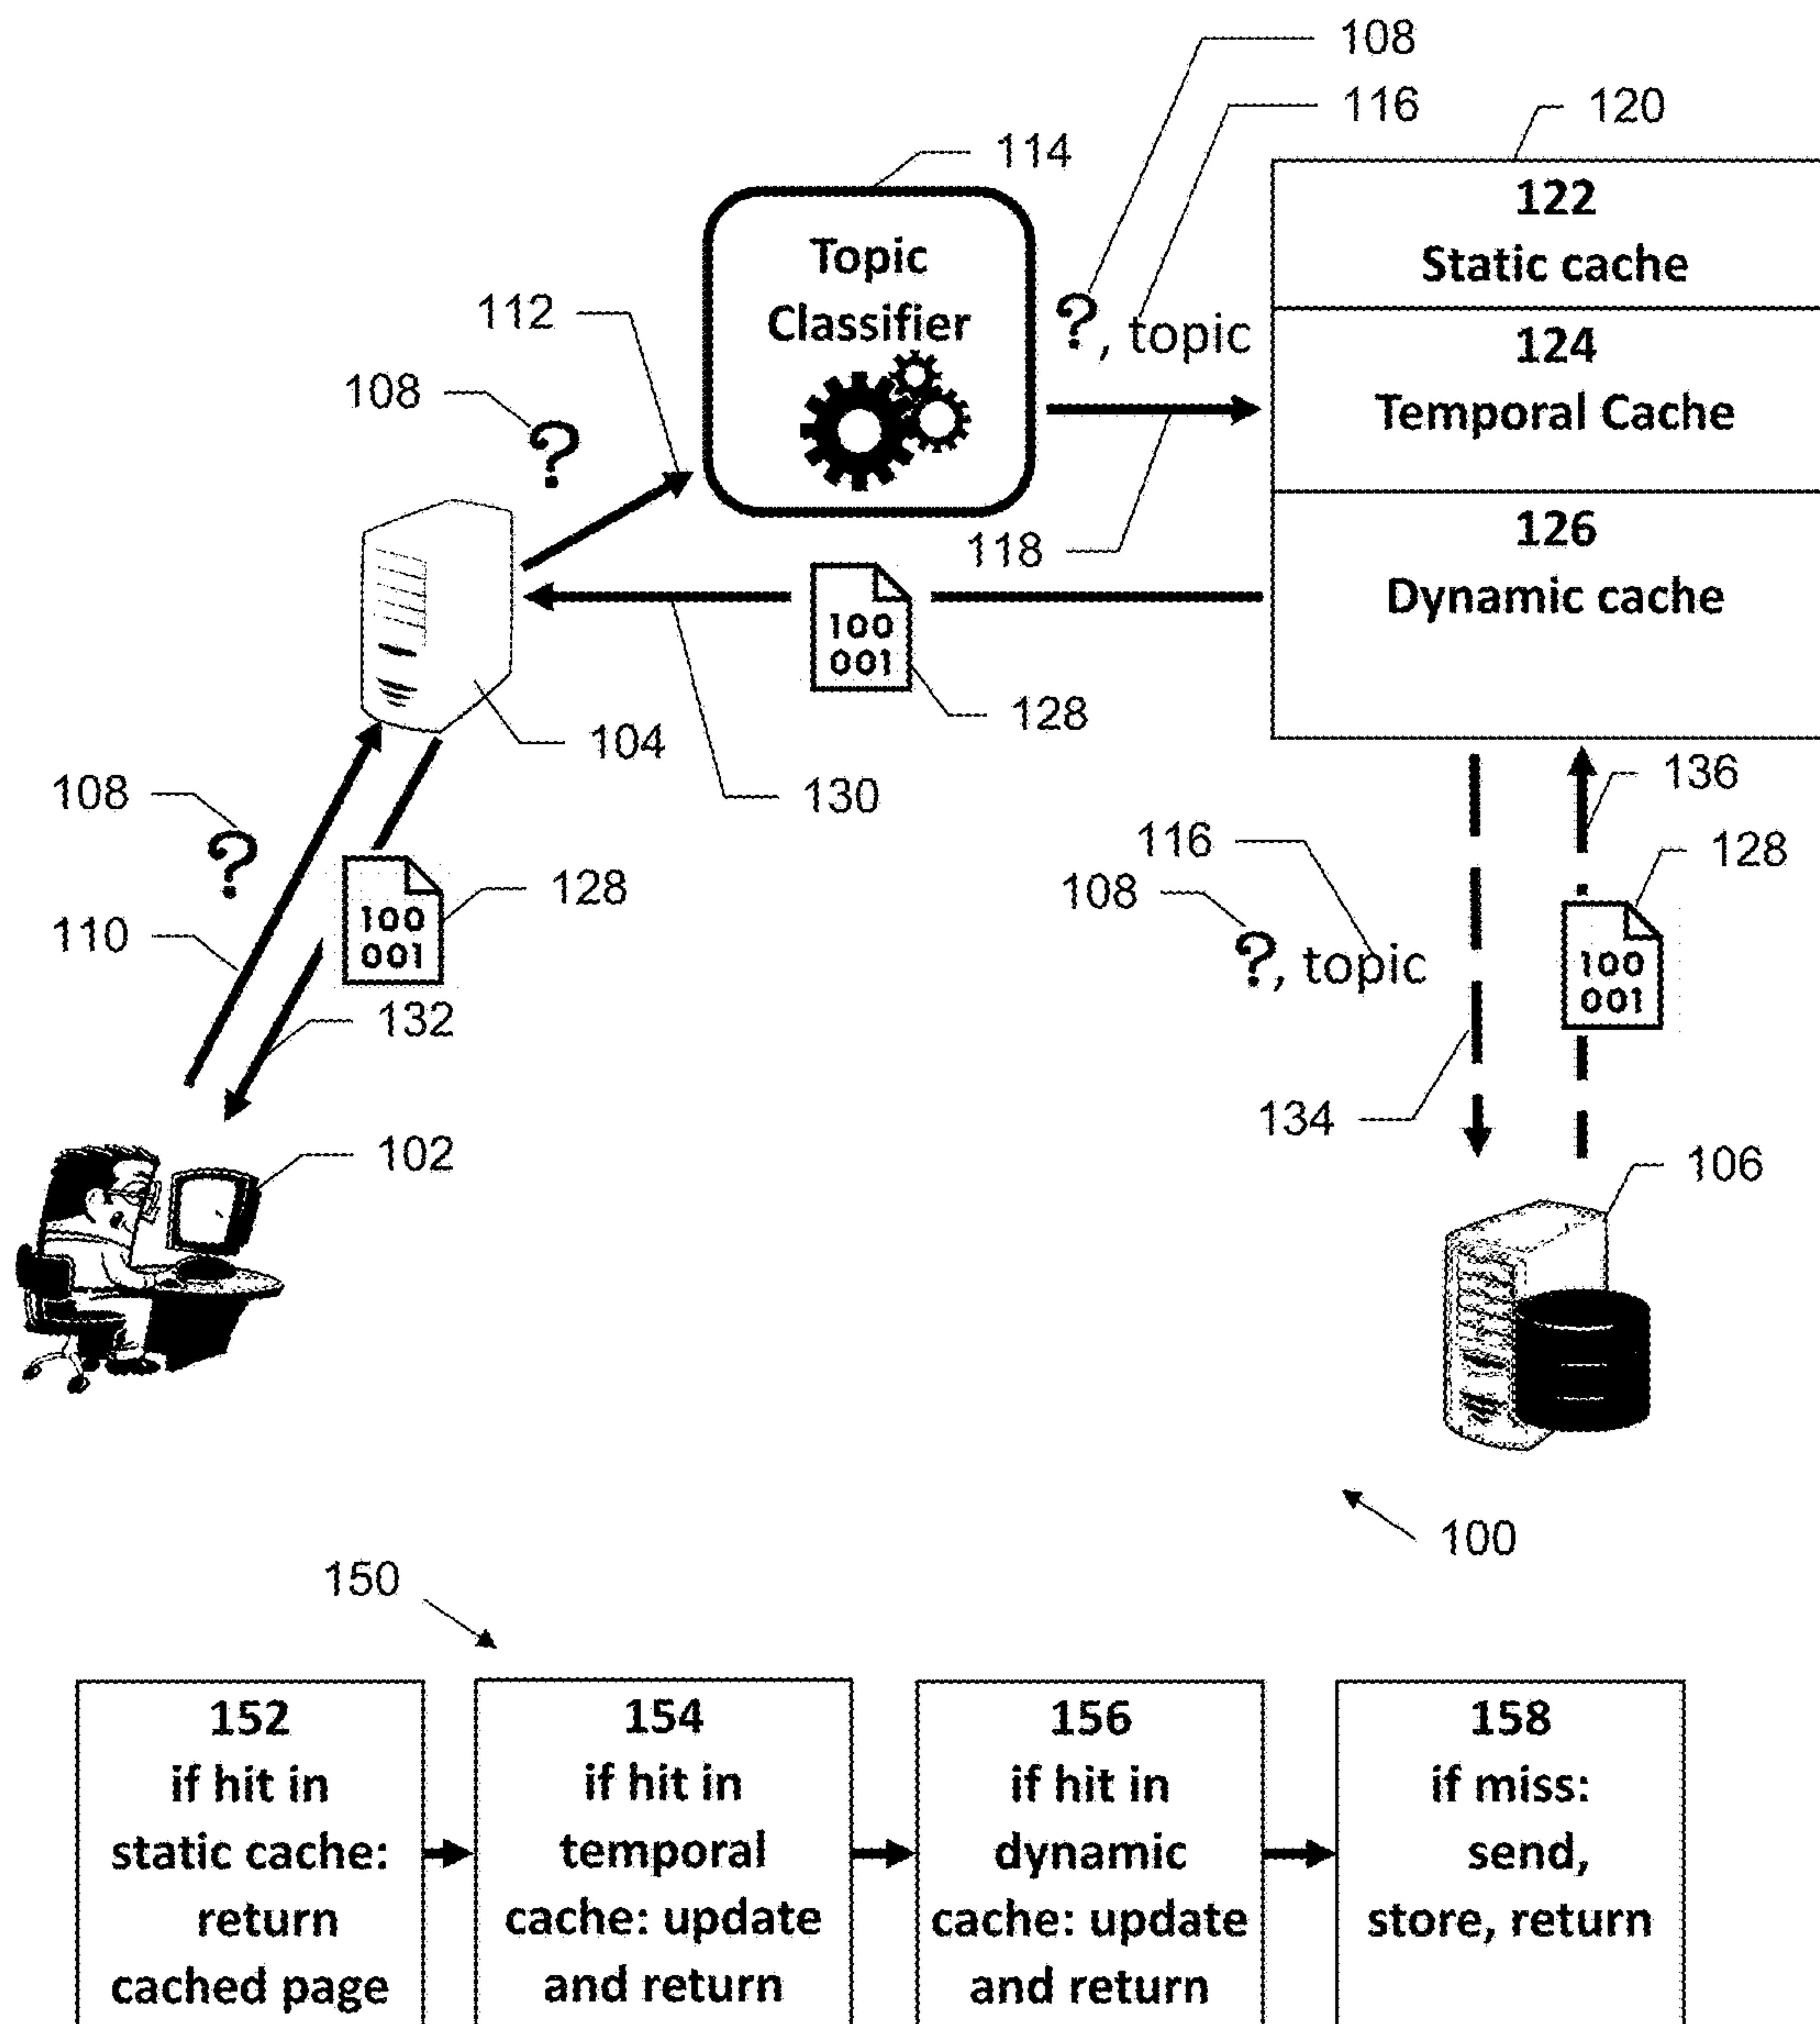 108
116
120
114
122
Static cache
Topic
Classifier
112
?, topic
124
Temporal Cache
108
?
118
126
Dynamic cache
100
001
128
104
130
136
108
?
116
128
128
108
100
001
110
?, topic
100
001
132
134
102
106
100
150
152
if hit in
static cache:
return
cached page
154
if hit in
temporal
cache: update
and return
156
if hit in
dynamic
cache: update
and return
158
if miss:
send,
store, return